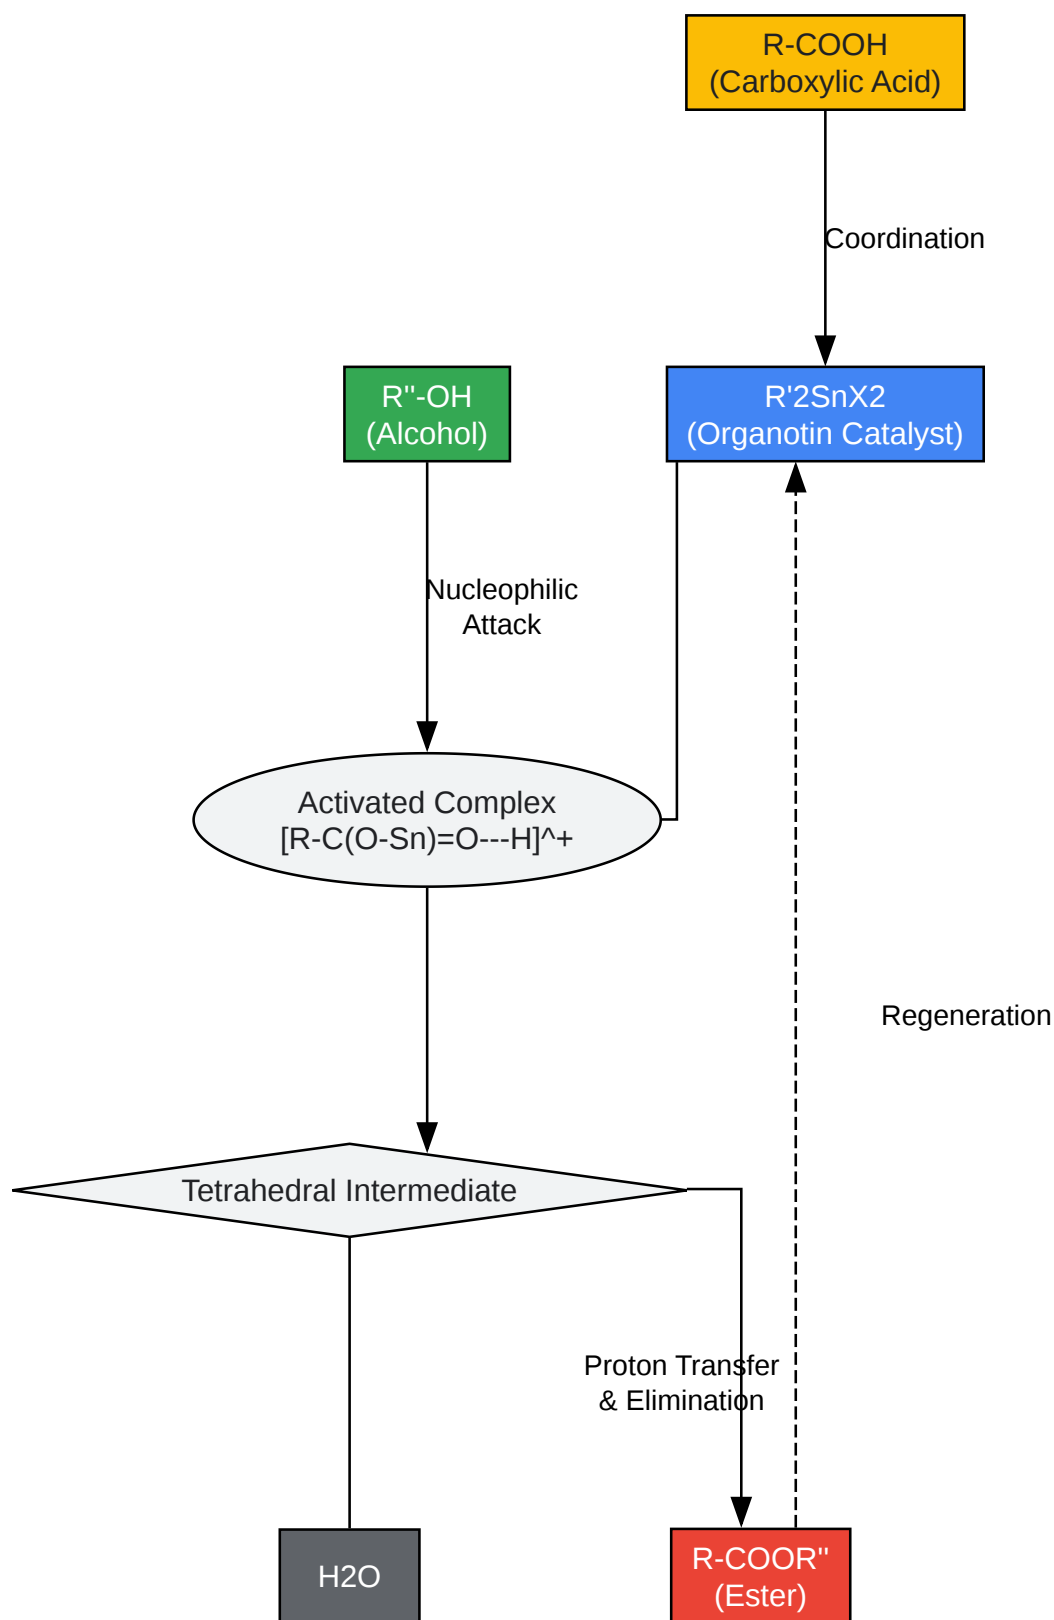 R-COOH
(Carboxylic Acid)
Coordination
R''-OH
(Alcohol)
R'2SnX2
(Organotin Catalyst)
Nucleophilic
Attack
Activated Complex
[R-C(O-Sn)=O---H]^+
Regeneration
Tetrahedral Intermediate
Proton Transfer
& Elimination
H2O
R-COOR''
(Ester)